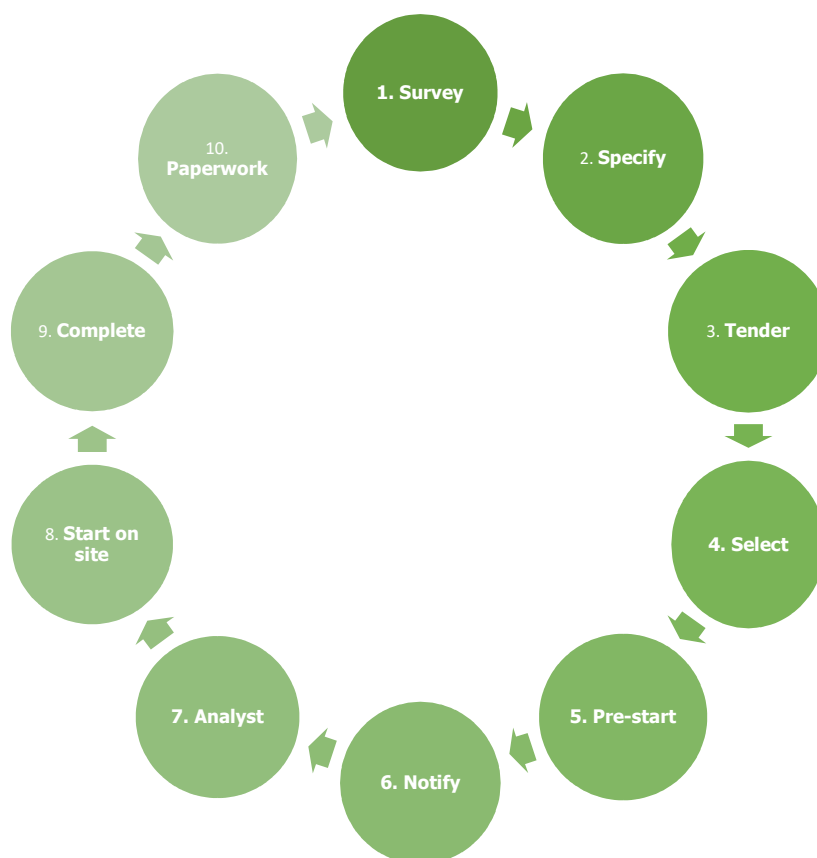 1. Survey
2. Specify
3. Tender
4. Select
5. Pre-start
6. Notify
7. Analyst
8. Start on
site
9. Complete
10.
Paperwork